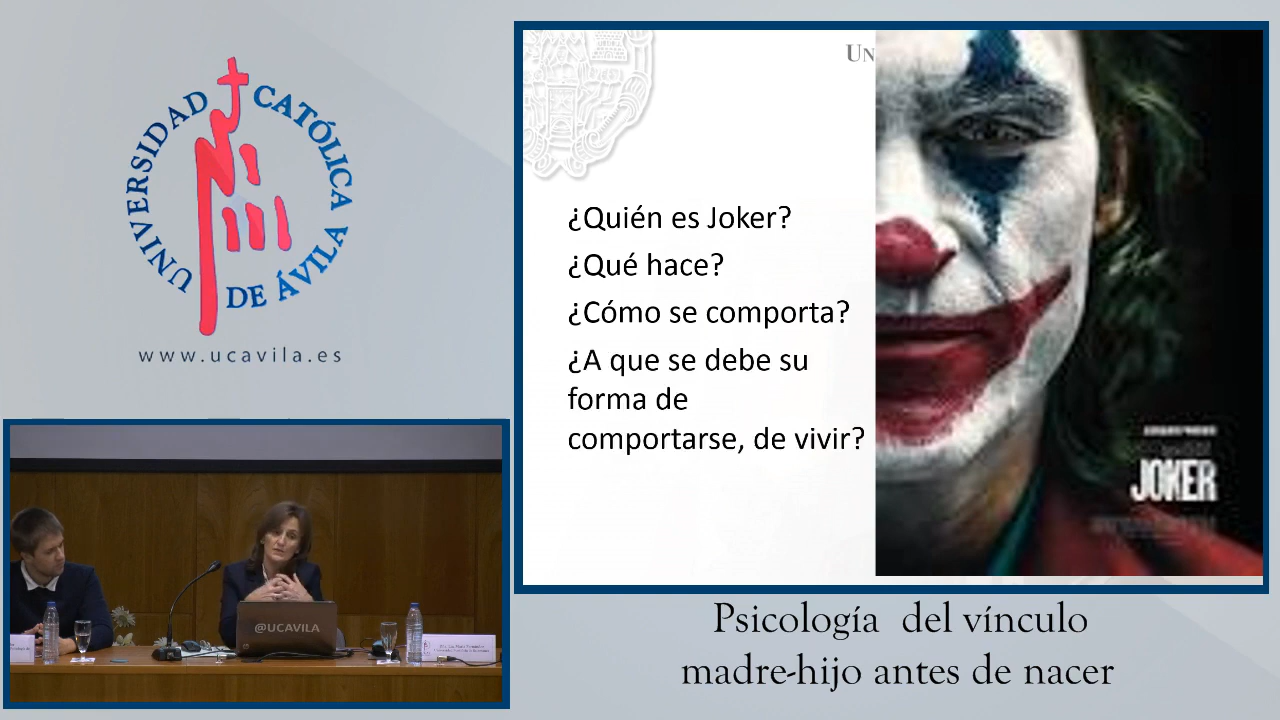 UNIVERSIDAD CATÓLICA DE ÁVILA
www.ucavila.es
Un
¿Quién es Joker?
¿Qué hace?
¿Cómo se comporta?
¿A que se debe su
forma de
comportarse, de vivir?
JOKER
@UCAVILA
Psicología del vínculo
madre-hijo antes de nacer